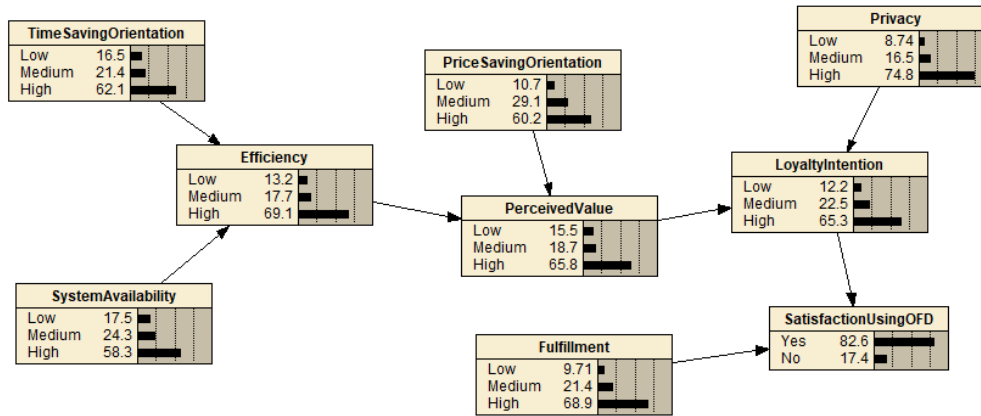 TimeSavingOrientation
Low 16.5
Medium 21.4
High 62.1
PriceSavingOrientation
Low 10.7
Medium 29.1
High 60.2
Privacy
Low 8.74
Medium 16.5
High 74.8
Efficiency
Low 13.2
Medium 17.7
High 69.1
PerceivedValue
Low 15.5
Medium 18.7
High 65.8
LoyaltyIntention
Low 12.2
Medium 22.5
High 65.3
SystemAvailability
Low 17.5
Medium 24.3
High 58.3
Fulfillment
Low 9.71
Medium 21.4
High 68.9
SatisfactionUsingOFD
Yes 82.6
No 17.4